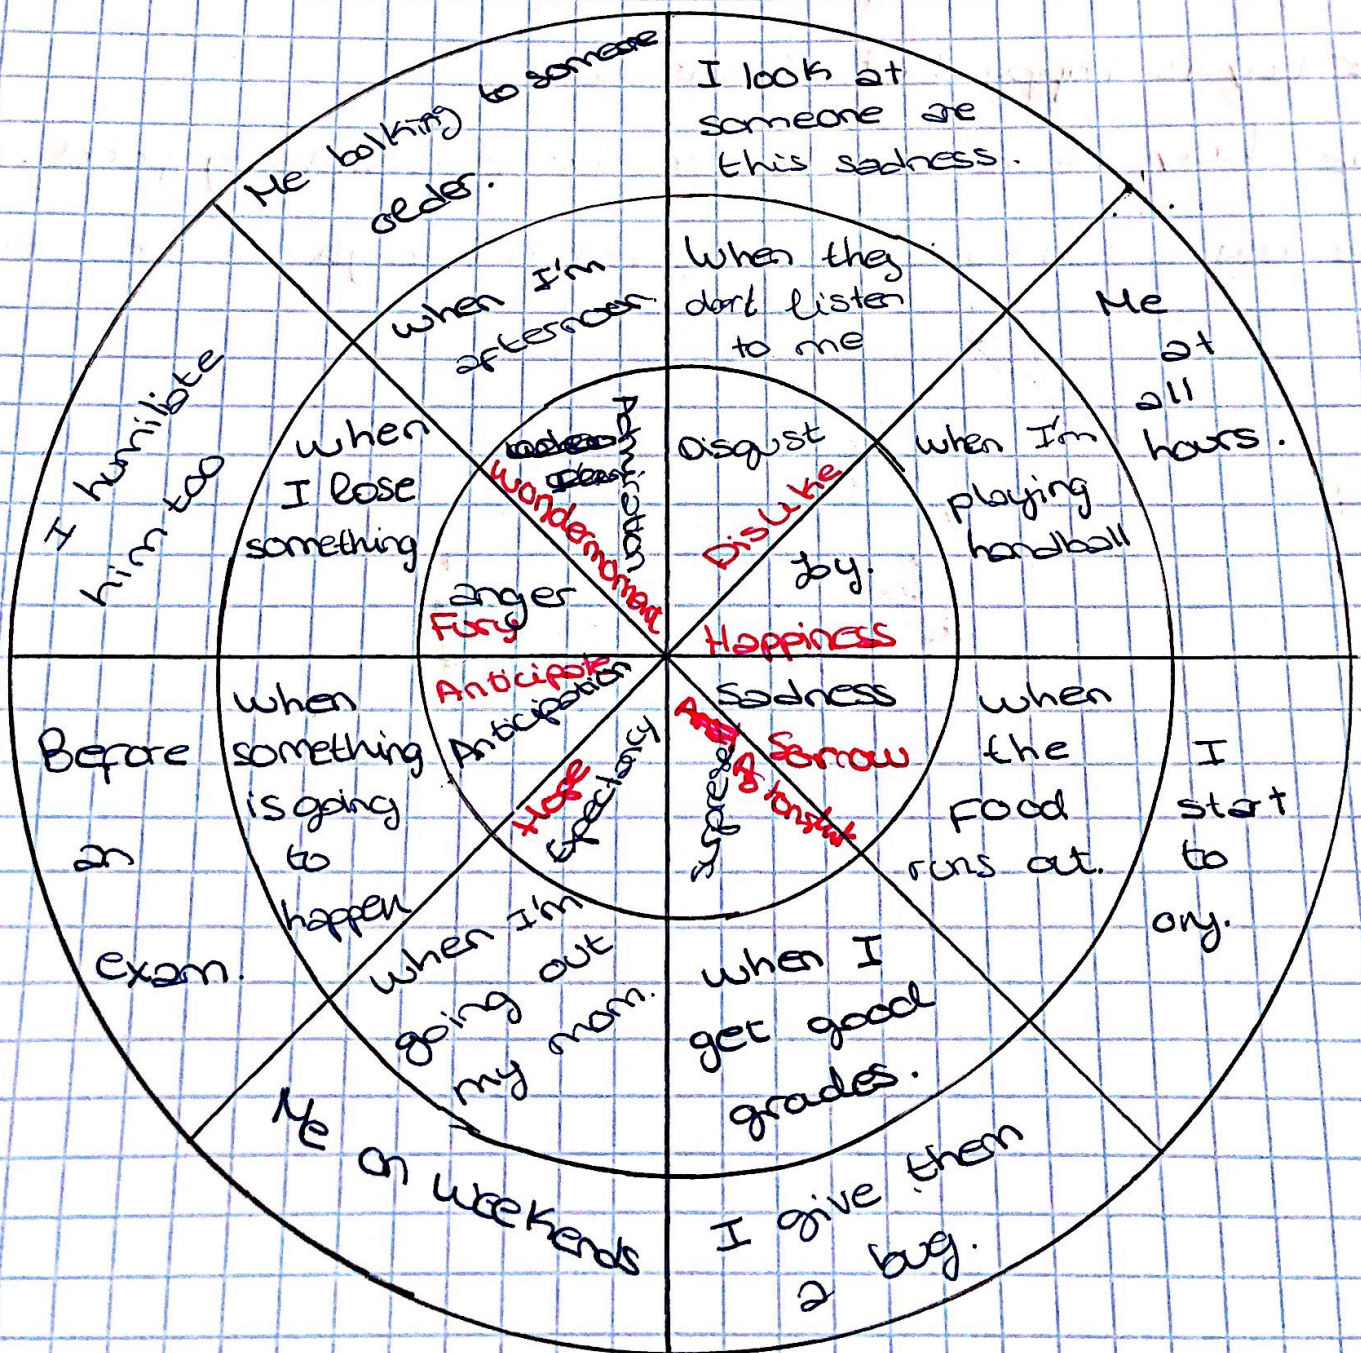 Me talking to someone
older.
I look at
someone are
this sadness.
Me
at
all
hours.
I
start
to
cry.
I give them
a hug.
Me on weekends
Before
an
exam.
I humiliate
him too
when I'm
afternoon.
When they
don't listen
to me
when I'm
playing
handball
when
the
food
runs out.
when I
get good
grades.
when I'm
going out
my mom.
when
something
is going
to
happen
when
I lose
something
Admiration
Wonderment
Disgust
Dislike
Joy.
Happiness
Sadness
Sorrow
Expectancy
Hope
Anticipate
Anticipation
anger
Fury